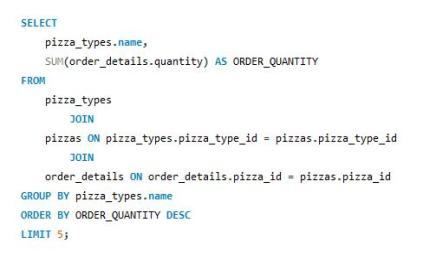 SELECT
    pizza_types.name,
    SUM(order_details.quantity) AS ORDER_QUANTITY
FROM
    pizza_types
        JOIN
    pizzas ON pizza_types.pizza_type_id = pizzas.pizza_type_id
        JOIN
    order_details ON order_details.pizza_id = pizzas.pizza_id
GROUP BY pizza_types.name
ORDER BY ORDER_QUANTITY DESC
LIMIT 5;